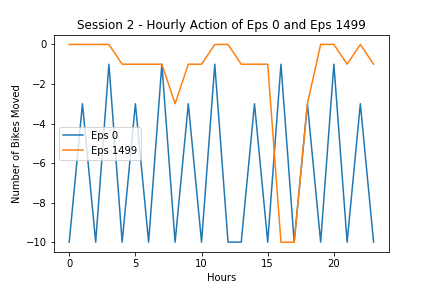 Session 2 - Hourly Action of Eps 0 and Eps 1499
Number of Bikes Moved
0
−2
−4
−6
−8
−10
Eps 0
Eps 1499
0
5
10
15
20
Hours